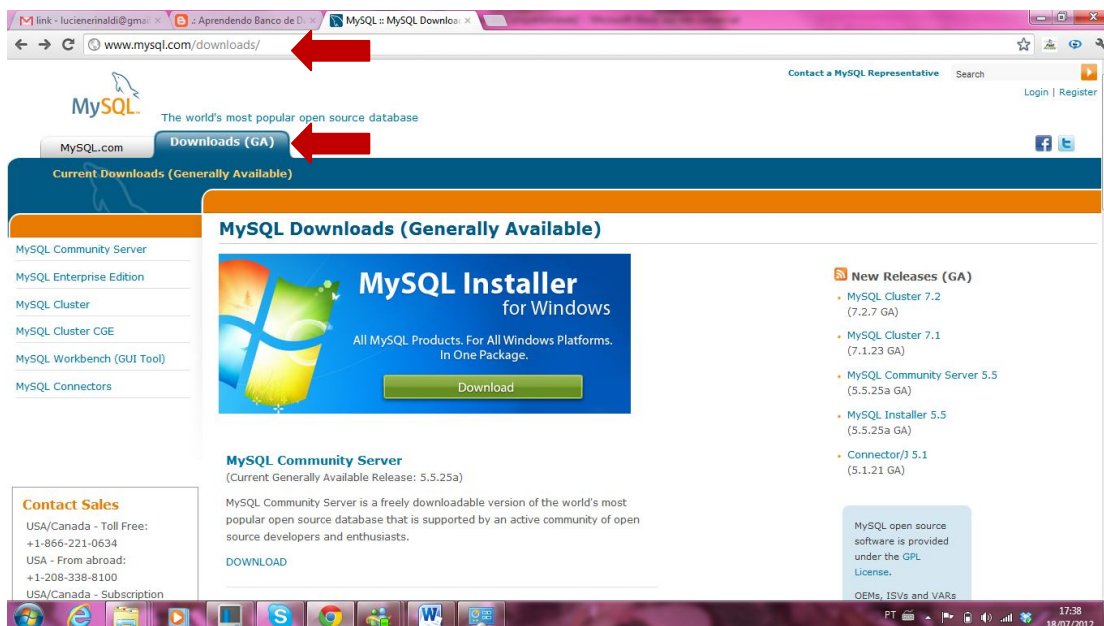 link - lucienerinaldi@gmai
.: Aprendendo Banco de D
MySQL :: MySQL Downloa
www.mysql.com/downloads/
Contact a MySQL Representative Search
Login | Register
MySQL
The world's most popular open source database
MySQL.com Downloads (GA)
Current Downloads (Generally Available)
MySQL Community Server
MySQL Enterprise Edition
MySQL Cluster
MySQL Cluster CGE
MySQL Workbench (GUI Tool)
MySQL Connectors
Contact Sales
USA/Canada - Toll Free:
+1-866-221-0634
USA - From abroad:
+1-208-338-8100
USA/Canada - Subscription
MySQL Downloads (Generally Available)
MySQL Installer
for Windows
All MySQL Products. For All Windows Platforms.
In One Package.
Download
MySQL Community Server
(Current Generally Available Release: 5.5.25a)
MySQL Community Server is a freely downloadable version of the world's most
popular open source database that is supported by an active community of open
source developers and enthusiasts.
DOWNLOAD
New Releases (GA)
MySQL Cluster 7.2
(7.2.7 GA)
MySQL Cluster 7.1
(7.1.23 GA)
MySQL Community Server 5.5
(5.5.25a GA)
MySQL Installer 5.5
(5.5.25a GA)
Connector/J 5.1
(5.1.21 GA)
MySQL open source
software is provided
under the GPL
License.
OEMs, ISVs and VARs
PT
17:38
18/07/2012